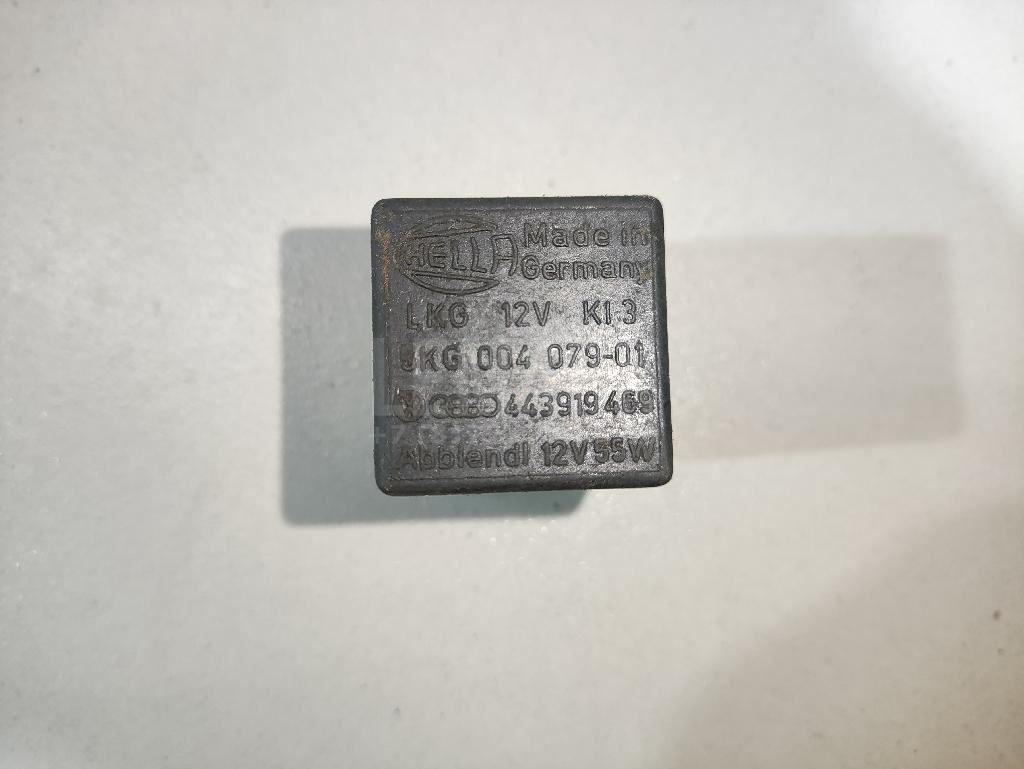 HELLA Made in
Germany
LKG 12V Kl 3
5KG 004 079-01
443919469
Abblendl 12V55W